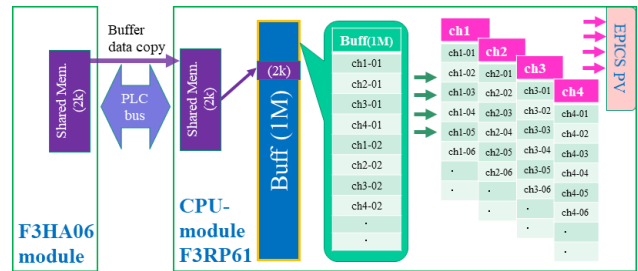 Buffer
data copy
Shared Mem.
(2k)
PLC
bus
F3HA06
module
Shared Mem.
(2k)
CPU-
module
F3RP61
(2k)
Buff (1M)
Buff(1M)
ch1-01
ch2-01
ch3-01
ch4-01
ch1-02
ch2-02
ch3-02
ch4-02
.
.
ch1
ch1-01
ch1-02
ch1-03
ch1-04
ch1-05
ch1-06
.
.
ch2
ch2-01
ch2-02
ch2-03
ch2-04
ch2-05
ch2-06
.
.
ch3
ch3-01
ch3-02
ch3-03
ch3-04
ch3-05
ch3-06
.
.
ch4
ch4-01
ch4-02
ch4-03
ch4-04
ch4-05
ch4-06
.
.
EPICS PV